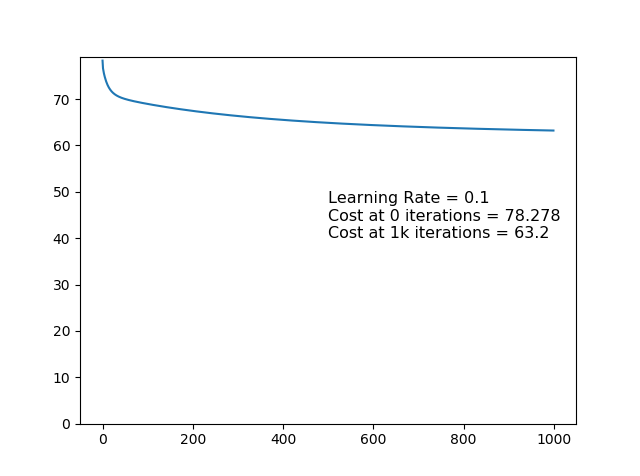 70
60
50
40
30
20
10
0
Learning Rate = 0.1
Cost at 0 iterations = 78.278
Cost at 1k iterations = 63.2
0 200 400 600 800 1000